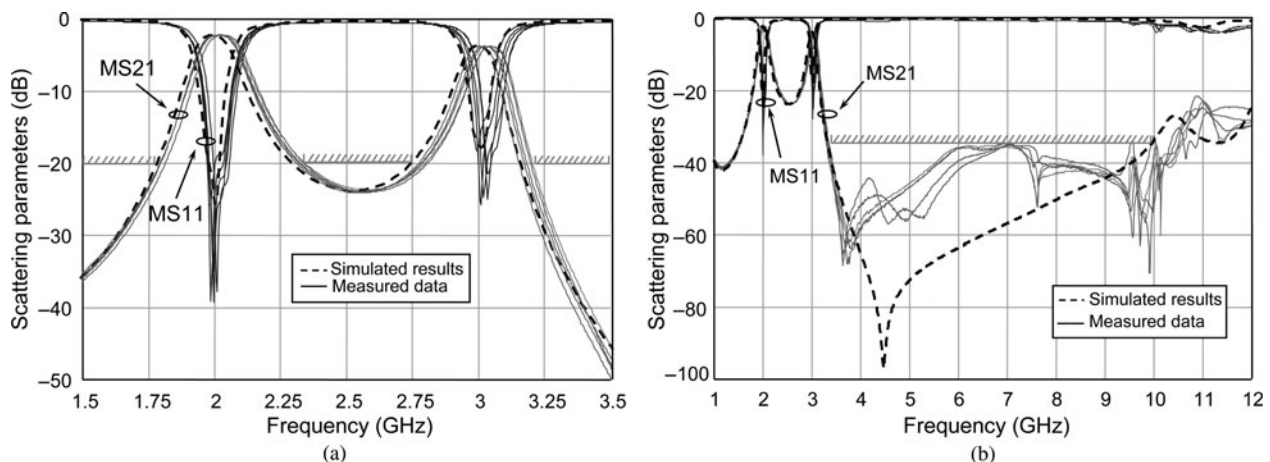 0
−10
−20
−30
−40
−50
Scattering parameters (dB)
MS21
MS11
Simulated results
Measured data
1.5 1.75 2 2.25 2.5 2.75 3 3.25 3.5
Frequency (GHz)
(a)
0
−20
−40
−60
−80
−100
Scattering parameters (dB)
MS21
MS11
Simulated results
Measured data
1 2 3 4 5 6 7 8 9 10 11 12
Frequency (GHz)
(b)